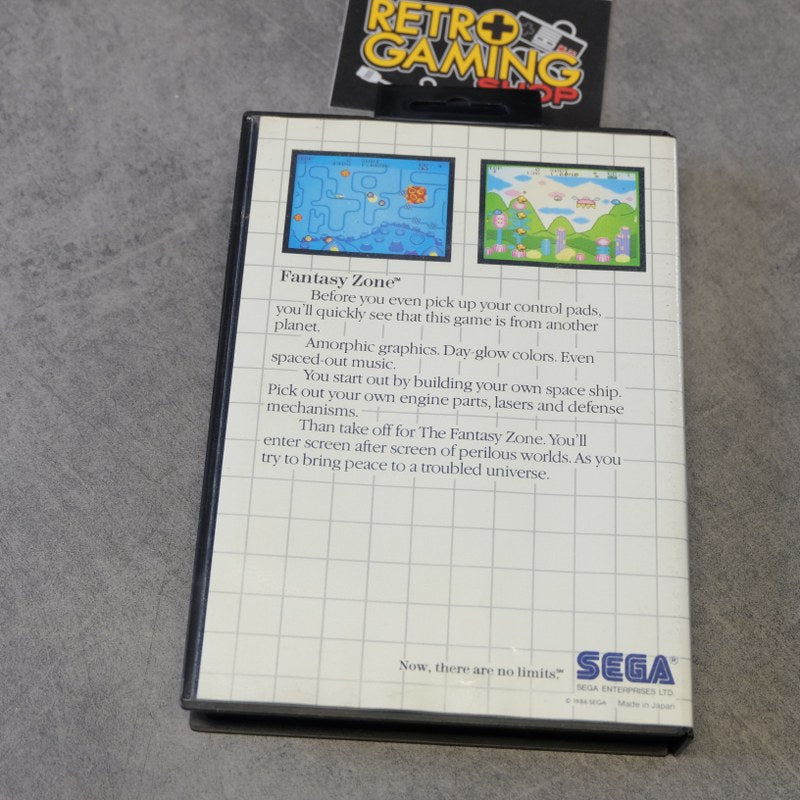 RETRO
GAMING
SHOP
Fantasy Zone™
Before you even pick up your control pads,
you'll quickly see that this game is from another
planet.
Amorphic graphics. Day-glow colors. Even
spaced-out music.
You start out by building your own space ship.
Pick out your own engine parts, lasers and defense
mechanisms.
Than take off for The Fantasy Zone. You'll
enter screen after screen of perilous worlds. As you
try to bring peace to a troubled universe.
Now, there are no limits.℠
SEGA®
SEGA ENTERPRISES LTD.
© 1986 SEGA Made in Japan